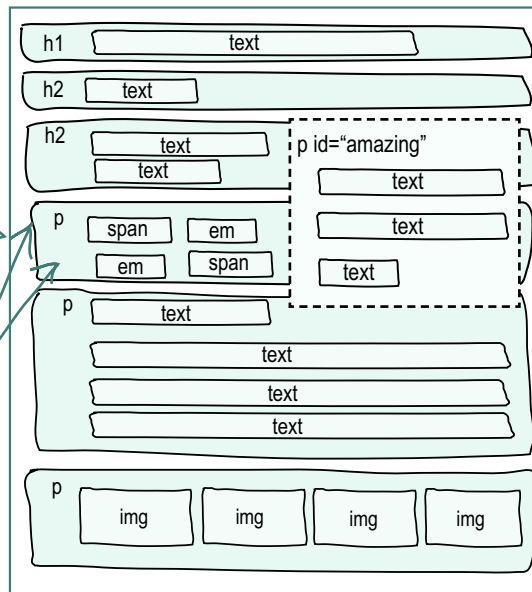 h1 text
h2 text
h2 text
text
p id="amazing"
text
text
text
p span em
em span
p text
text
text
text
p img img img img